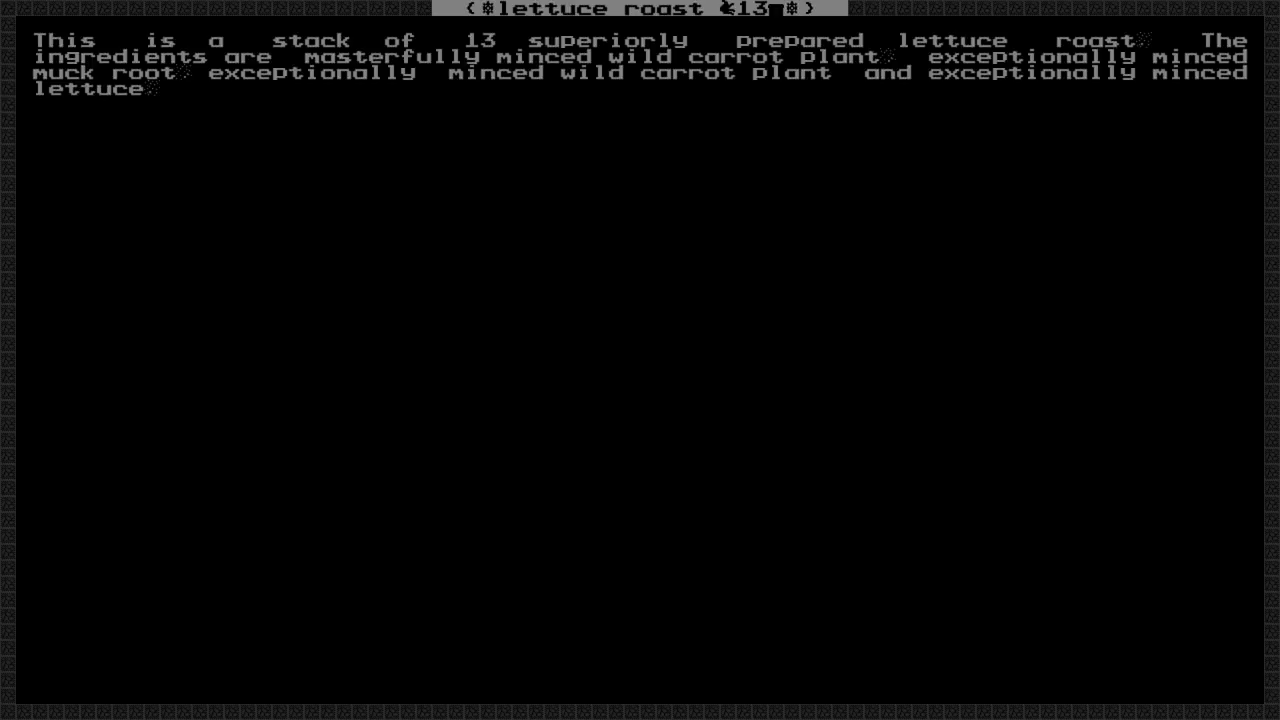 (☼lettuce roast [13]☼)
This is a stack of 13 superiorly prepared lettuce roast. The
ingredients are masterfully minced wild carrot plant, exceptionally minced
muck root, exceptionally minced wild carrot plant and exceptionally minced
lettuce.